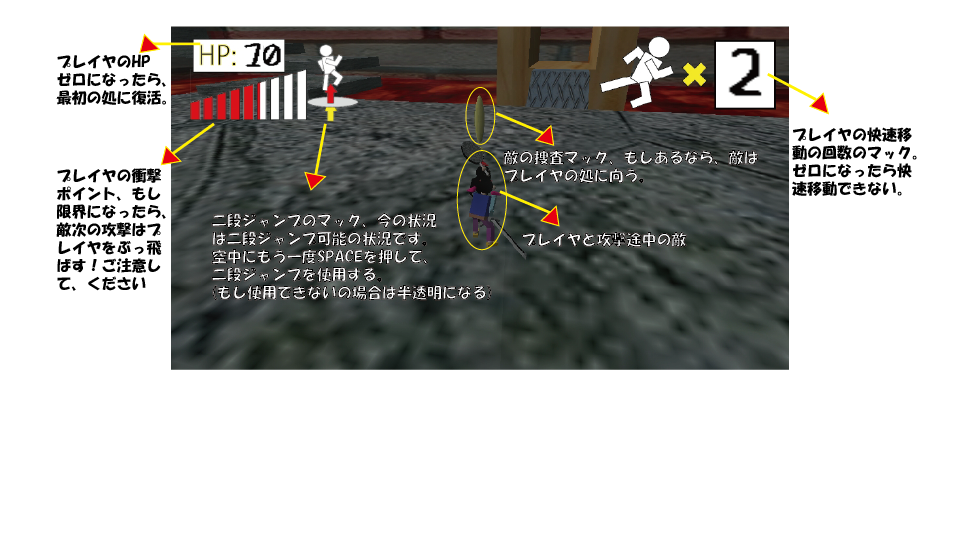 プレイヤのHP
ゼロになったら、
最初の処に復活。
HP: 70
2
プレイヤの快速移
動の回数のマック。
ゼロになったら快
速移動できない。
敵の捜査マック、もしあるなら、敵は
プレイヤの処に向う。
プレイヤの衝撃
ポイント、もし
限界になったら、
敵次の攻撃はプ
レイヤをぶっ飛
ばす！ご注意し
て、ください
二段ジャンプのマック、今の状況
は二段ジャンプ可能の状況です。
空中にもう一度SPACEを押して、
二段ジャンプを使用する。
(もし使用できないの場合は半透明になる)
プレイヤと攻撃途中の敵